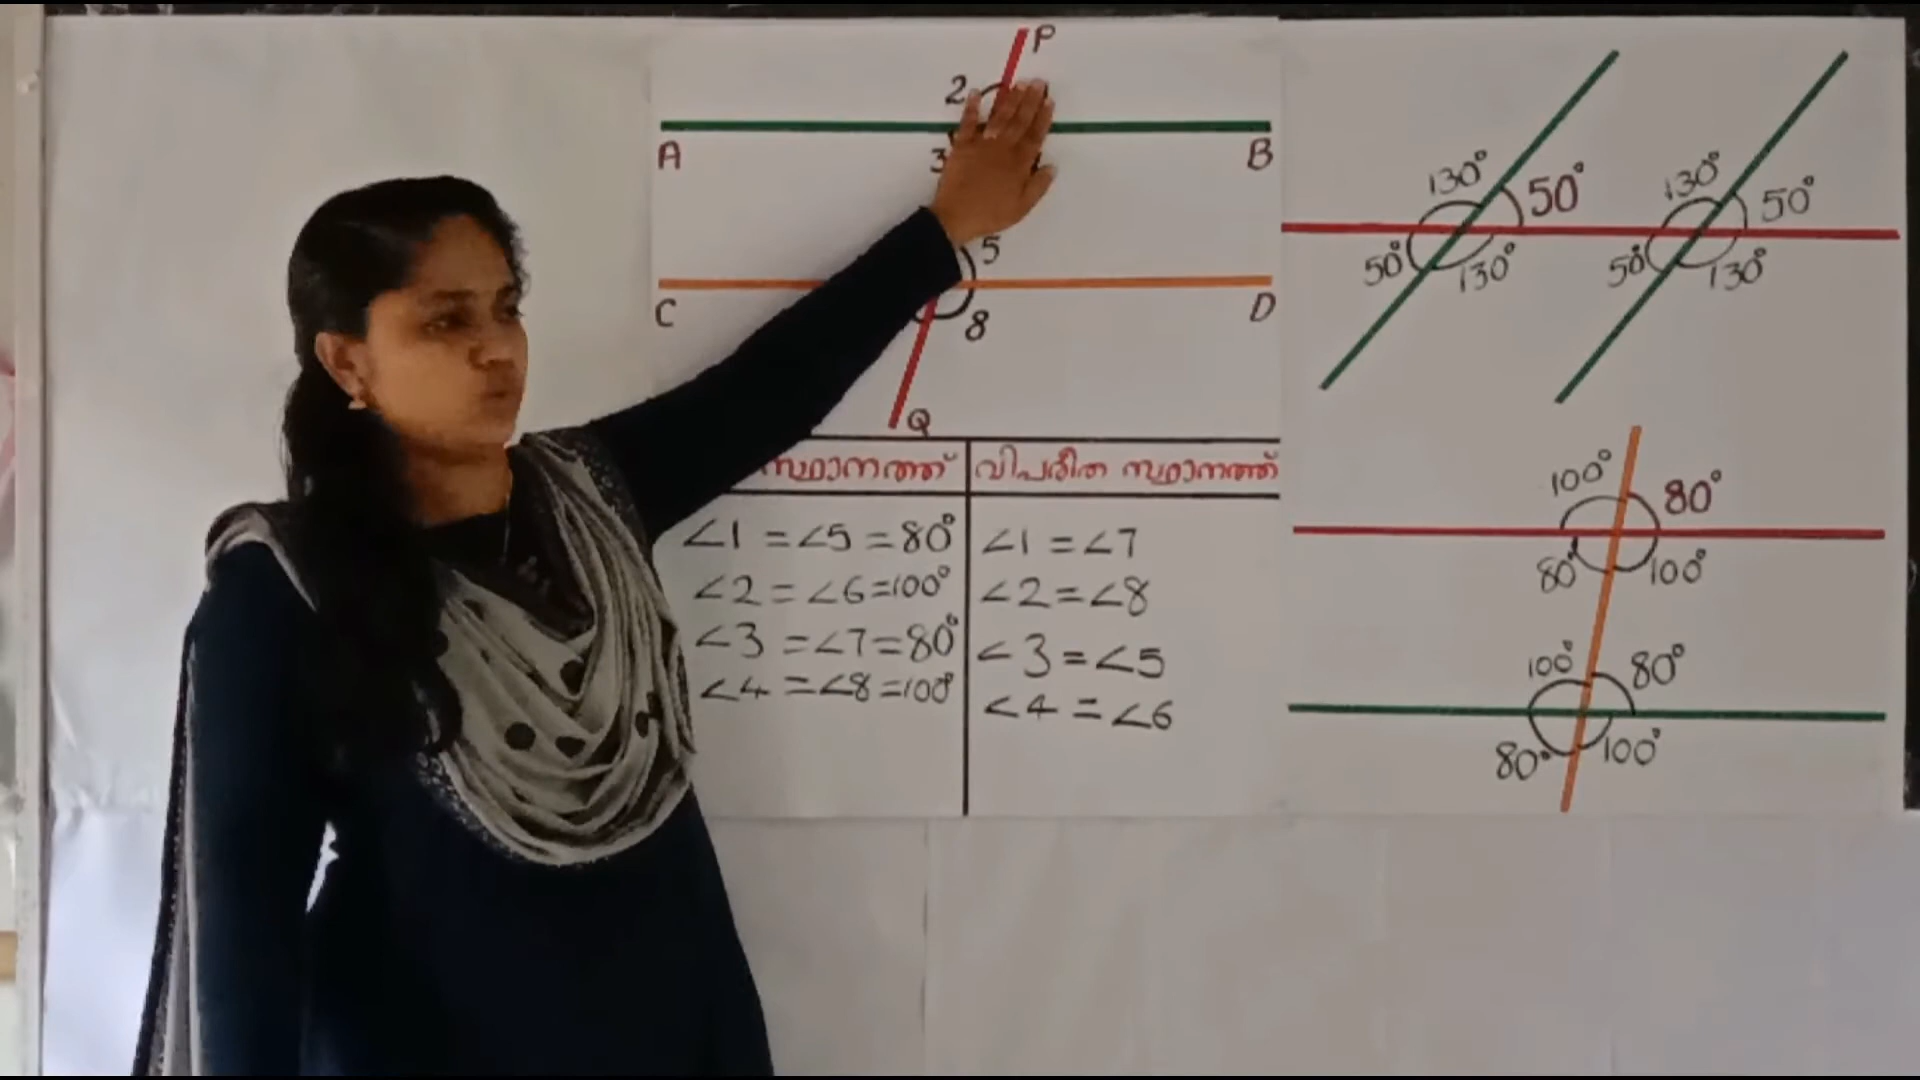 P
2
A
B
3
5
C
D
8
Q
സ്ഥാനത്ത്
വിപരീത സ്ഥാനത്ത്
∠1 = ∠5 = 80°
∠2 = ∠6 = 100°
∠3 = ∠7 = 80°
∠4 = ∠8 = 100°
∠1 = ∠7
∠2 = ∠8
∠3 = ∠5
∠4 = ∠6
130° 50° 130° 50°
50° 130° 50° 130°
100° 80°
80° 100°
100° 80°
80° 100°